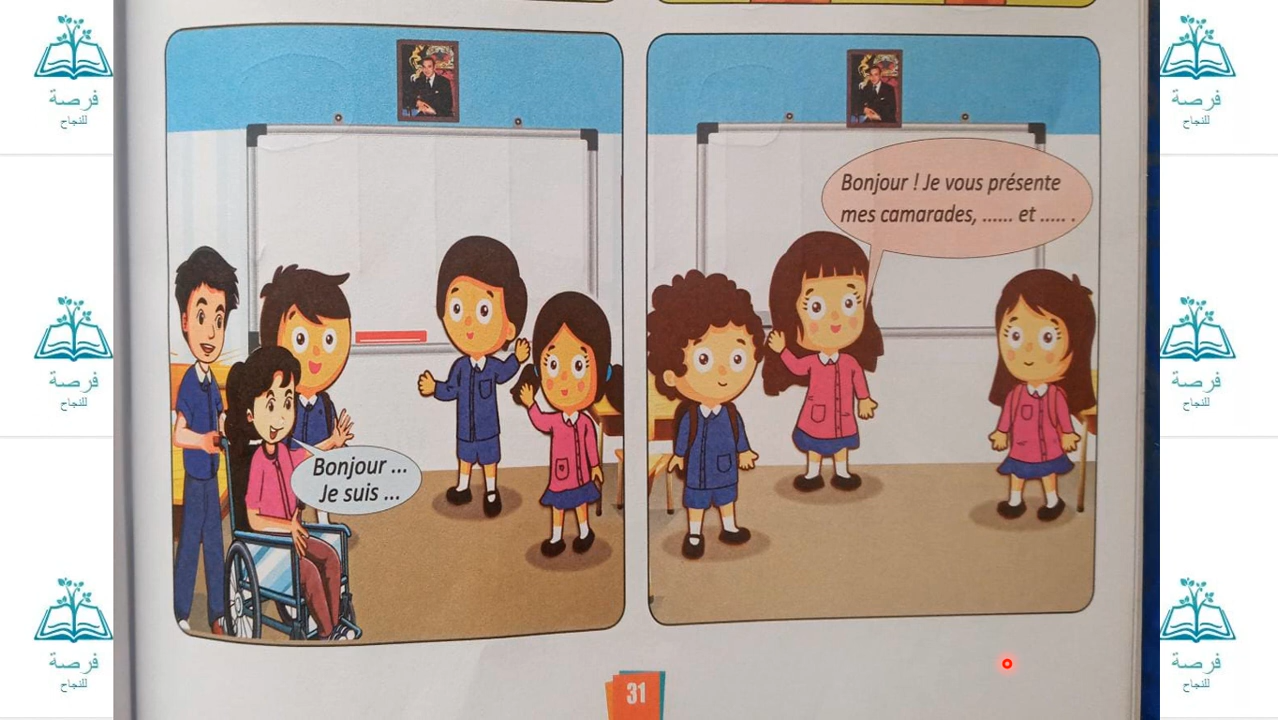 Bonjour ! Je vous présente
mes camarades, ...... et ..... .
Bonjour ...
Je suis ...
31
فرصة
للنجاح
فرصة
للنجاح
فرصة
للنجاح
فرصة
للنجاح
فرصة
للنجاح
فرصة
للنجاح